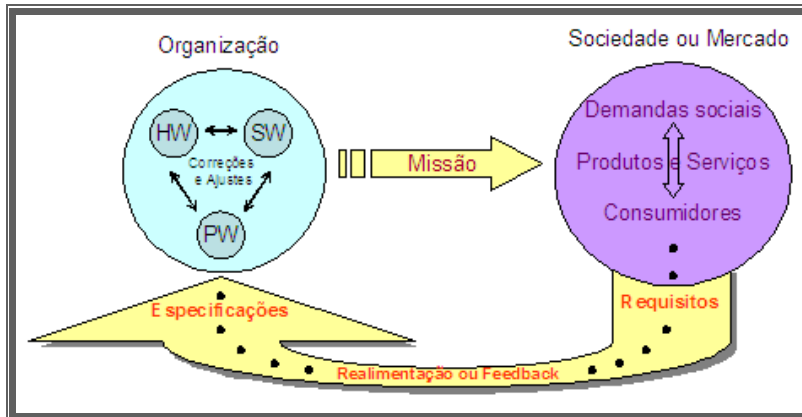 Organização
Sociedade ou Mercado
HW
SW
Correções
e Ajustes
PW
Missão
Demandas sociais
Produtos e Serviços
Consumidores
Especificações
Requisitos
Realimentação ou Feedback